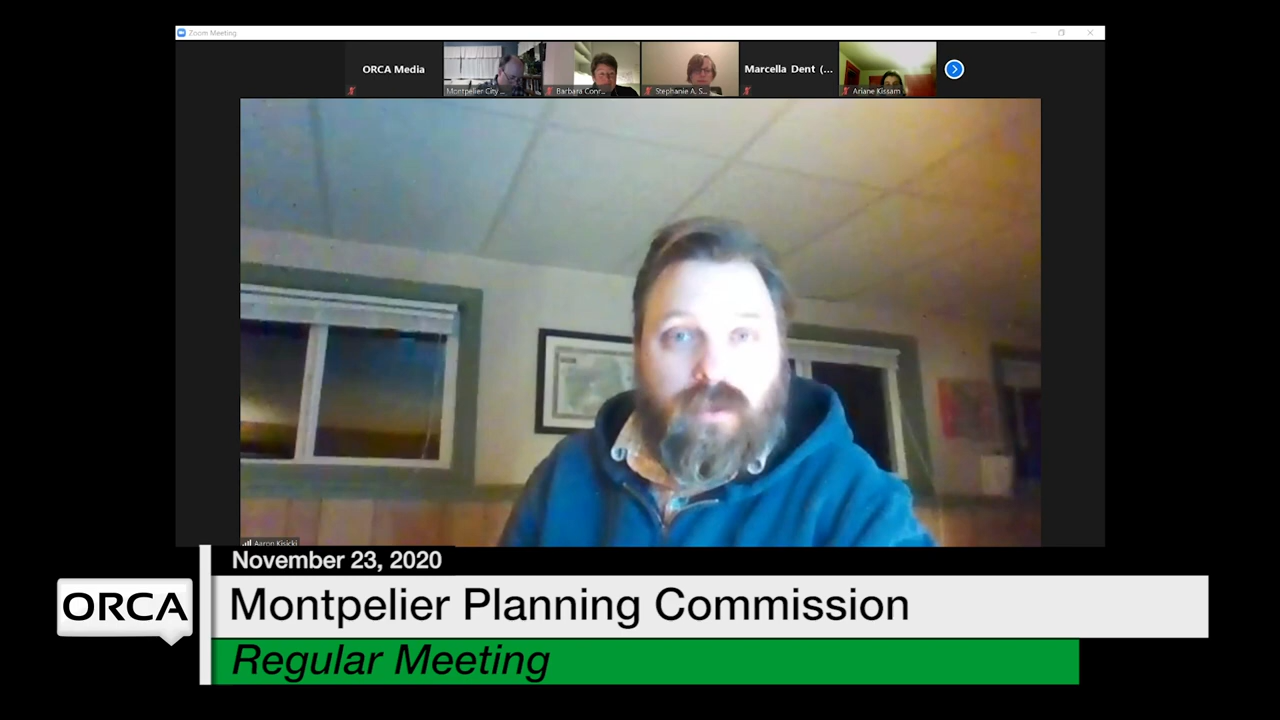 Zoom Meeting
ORCA Media
Marcella Dent (...
Montpelier City ...
Barbara Conr...
Stephanie A. S...
Ariane Kissam
Aaron Kisicki
November 23, 2020
ORCA
Montpelier Planning Commission
Regular Meeting